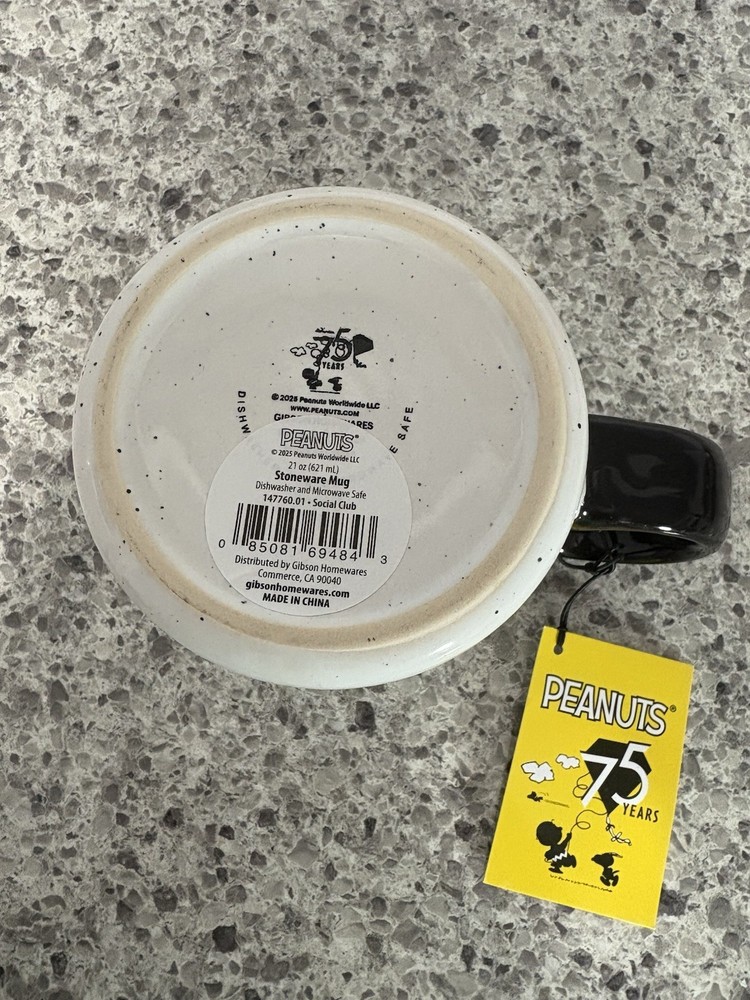 75
YEARS
© 2025 Peanuts Worldwide LLC
WWW.PEANUTS.COM
E SAFE
PEANUTS®
© 2025 Peanuts Worldwide LLC
21 oz (621 mL)
Stoneware Mug
Dishwasher and Microwave Safe
147760.01 • Social Club
0 85081 69484 3
Distributed by Gibson Homewares
Commerce, CA 90040
gibsonhomewares.com
MADE IN CHINA
PEANUTS®
75
YEARS